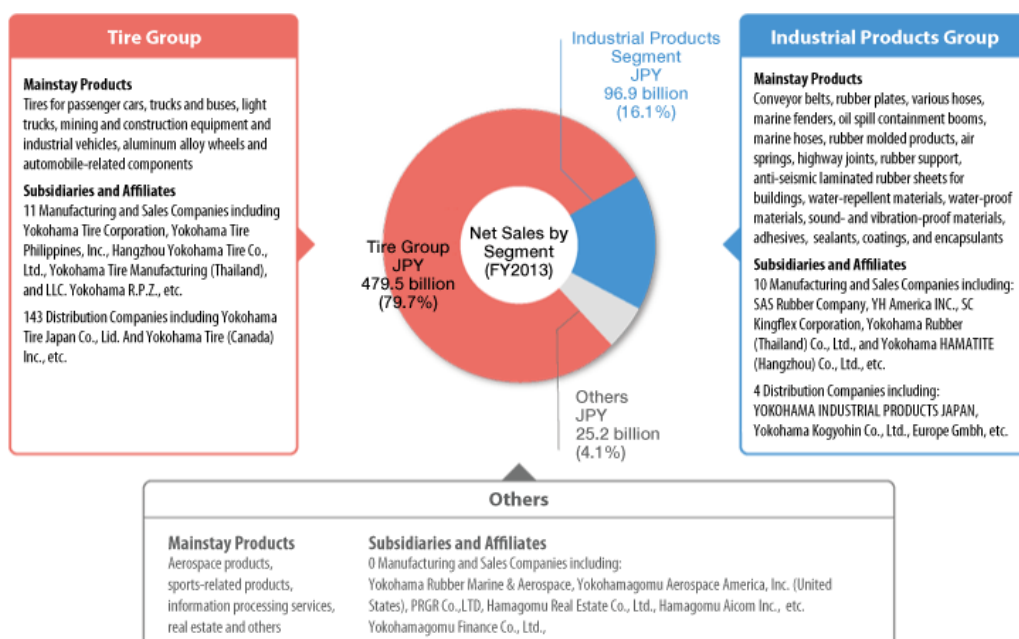 Tire Group
Mainstay Products
Tires for passenger cars, trucks and buses, light
trucks, mining and construction equipment and
industrial vehicles, aluminum alloy wheels and
automobile-related components
Subsidiaries and Affiliates
11 Manufacturing and Sales Companies including
Yokohama Tire Corporation, Yokohama Tire
Philippines, Inc., Hangzhou Yokohama Tire Co.,
Ltd., Yokohama Tire Manufacturing (Thailand),
and LLC. Yokohama R.P.Z., etc.
143 Distribution Companies including Yokohama
Tire Japan Co., Lid. And Yokohama Tire (Canada)
Inc., etc.
Industrial Products
Segment
JPY
96.9 billion
(16.1%)
Tire Group
JPY
479.5 billion
(79.7%)
Net Sales by
Segment
(FY2013)
Others
JPY
25.2 billion
(4.1%)
Industrial Products Group
Mainstay Products
Conveyor belts, rubber plates, various hoses,
marine fenders, oil spill containment booms,
marine hoses, rubber molded products, air
springs, highway joints, rubber support,
anti-seismic laminated rubber sheets for
buildings, water-repellent materials, water-proof
materials, sound- and vibration-proof materials,
adhesives, sealants, coatings, and encapsulants
Subsidiaries and Affiliates
10 Manufacturing and Sales Companies including:
SAS Rubber Company, YH America INC., SC
Kingflex Corporation, Yokohama Rubber
(Thailand) Co., Ltd., and Yokohama HAMATITE
(Hangzhou) Co., Ltd., etc.
4 Distribution Companies including:
YOKOHAMA INDUSTRIAL PRODUCTS JAPAN,
Yokohama Kogyohin Co., Ltd., Europe Gmbh, etc.
Others
Mainstay Products
Aerospace products,
sports-related products,
information processing services,
real estate and others
Subsidiaries and Affiliates
0 Manufacturing and Sales Companies including:
Yokohama Rubber Marine & Aerospace, Yokohamagomu Aerospace America, Inc. (United
States), PRGR Co.,LTD, Hamagomu Real Estate Co., Ltd., Hamagomu Aicom Inc., etc.
Yokohamagomu Finance Co., Ltd.,